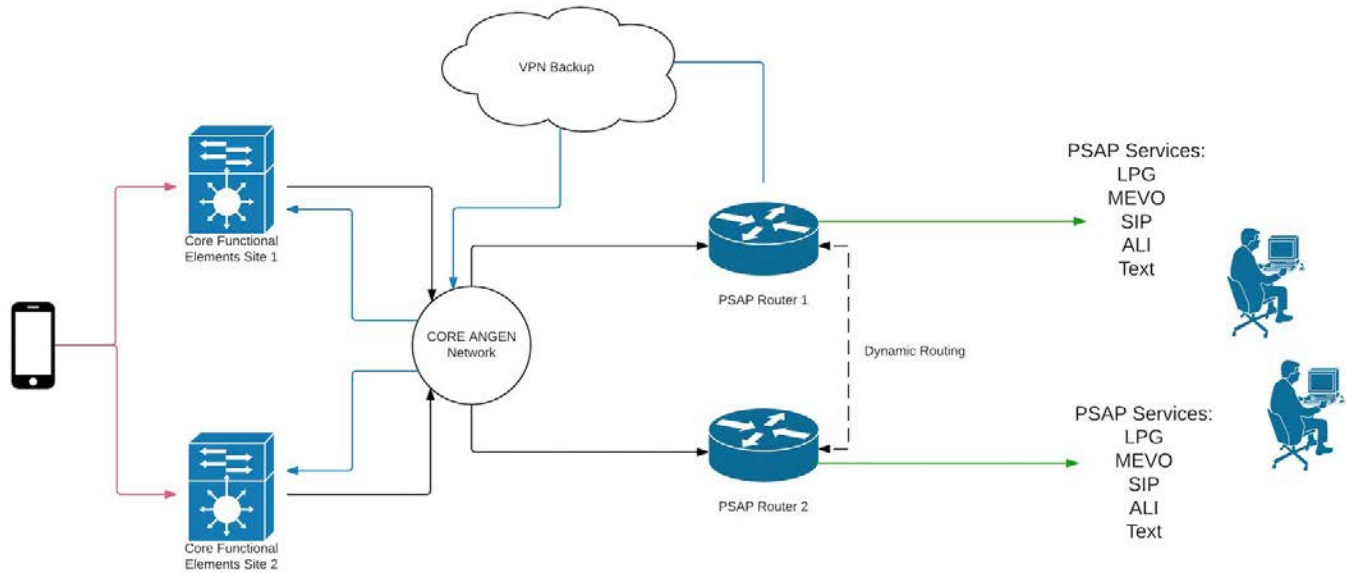 VPN Backup
PSAP Services:
LPG
MEVO
SIP
ALI
Text
Core Functional
Elements Site 1
PSAP Router 1
CORE ANGEN
Network
Dynamic Routing
PSAP Services:
LPG
MEVO
SIP
ALI
Text
PSAP Router 2
Core Functional
Elements Site 2